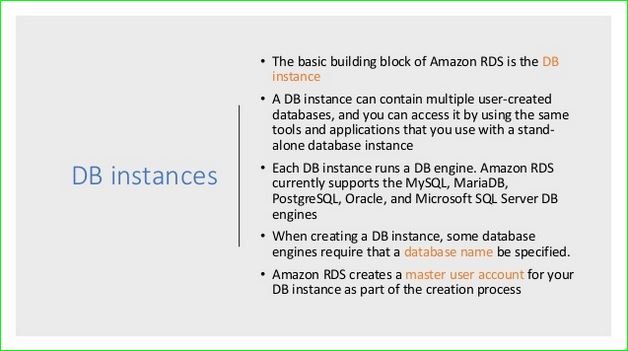 DB instances
• The basic building block of Amazon RDS is the DB
instance
• A DB instance can contain multiple user-created
databases, and you can access it by using the same
tools and applications that you use with a stand-
alone database instance
• Each DB instance runs a DB engine. Amazon RDS
currently supports the MySQL, MariaDB,
PostgreSQL, Oracle, and Microsoft SQL Server DB
engines
• When creating a DB instance, some database
engines require that a database name be specified.
• Amazon RDS creates a master user account for your
DB instance as part of the creation process